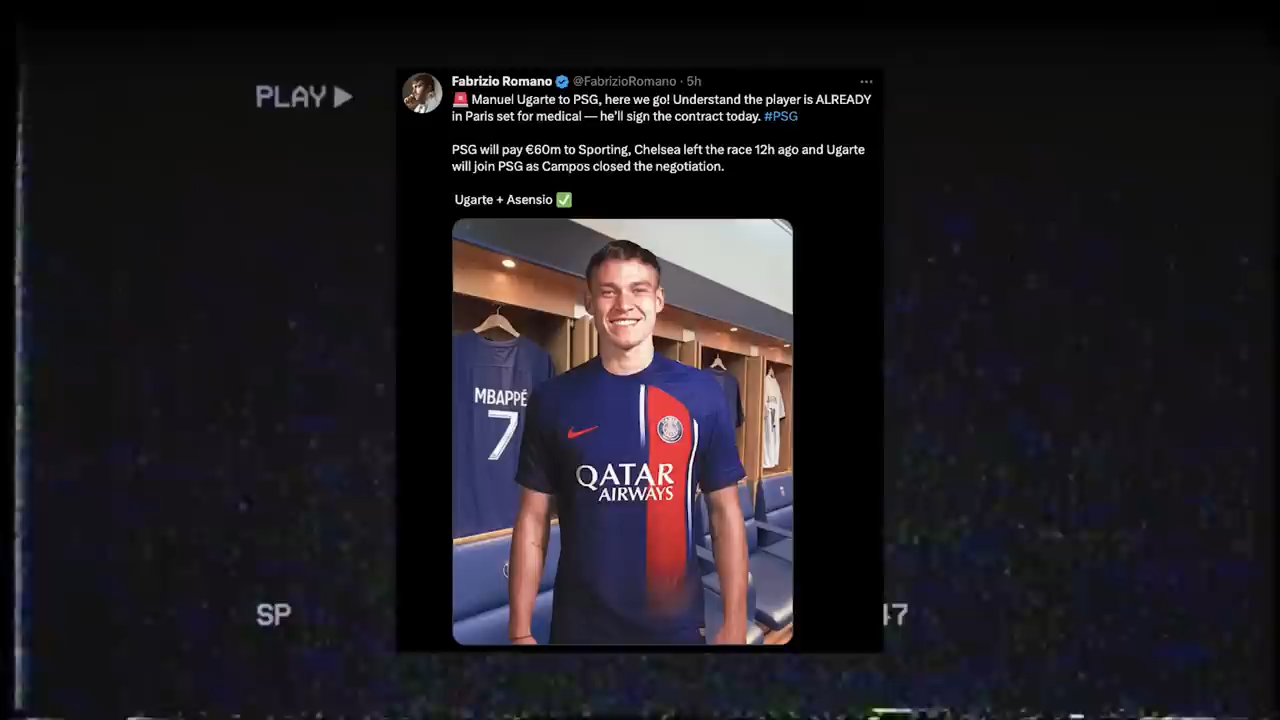 PLAY
Fabrizio Romano @FabrizioRomano · 5h
🚨 Manuel Ugarte to PSG, here we go! Understand the player is ALREADY
in Paris set for medical — he'll sign the contract today. #PSG
PSG will pay €60m to Sporting, Chelsea left the race 12h ago and Ugarte
will join PSG as Campos closed the negotiation.
Ugarte + Asensio ✅
MBAPPÉ
7
QATAR
AIRWAYS
SP
47